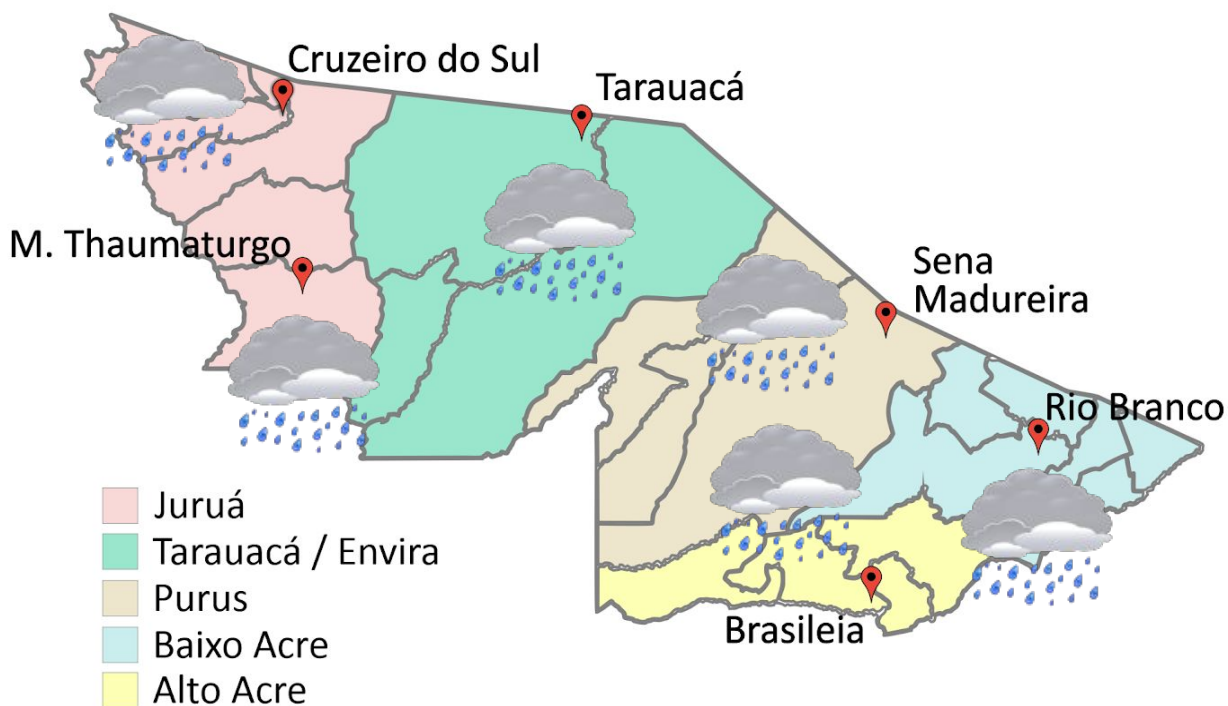 Cruzeiro do Sul
Tarauacá
M. Thaumaturgo
Sena
Madureira
Rio Branco
Brasileia
Juruá
Tarauacá / Envira
Purus
Baixo Acre
Alto Acre